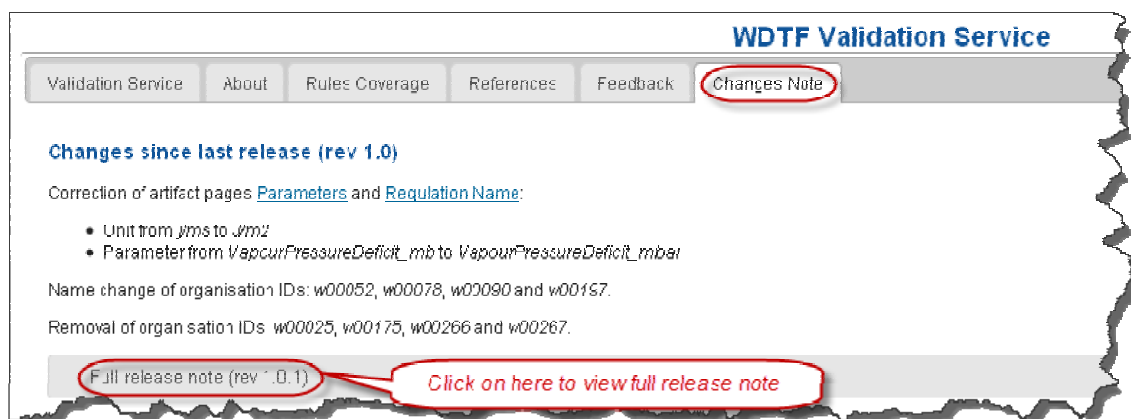 WDTF Validation Service
Validation Service About Rules Coverage References Feedback Changes Note
Changes since last release (rev 1.0)
Correction of artifact pages Parameters and Regulation Name:
• Unit from to J/m2
• Parameter from VapourPressureDeficit_mb to VapourPressureDeficit_mbar
Name change of organisation IDs: w00052, w00078, w00090 and w00197.
Removal of organisation IDs w00025, w00175, w00266 and w00267.
Full release note (rev 1.0.1)
Click on here to view full release note